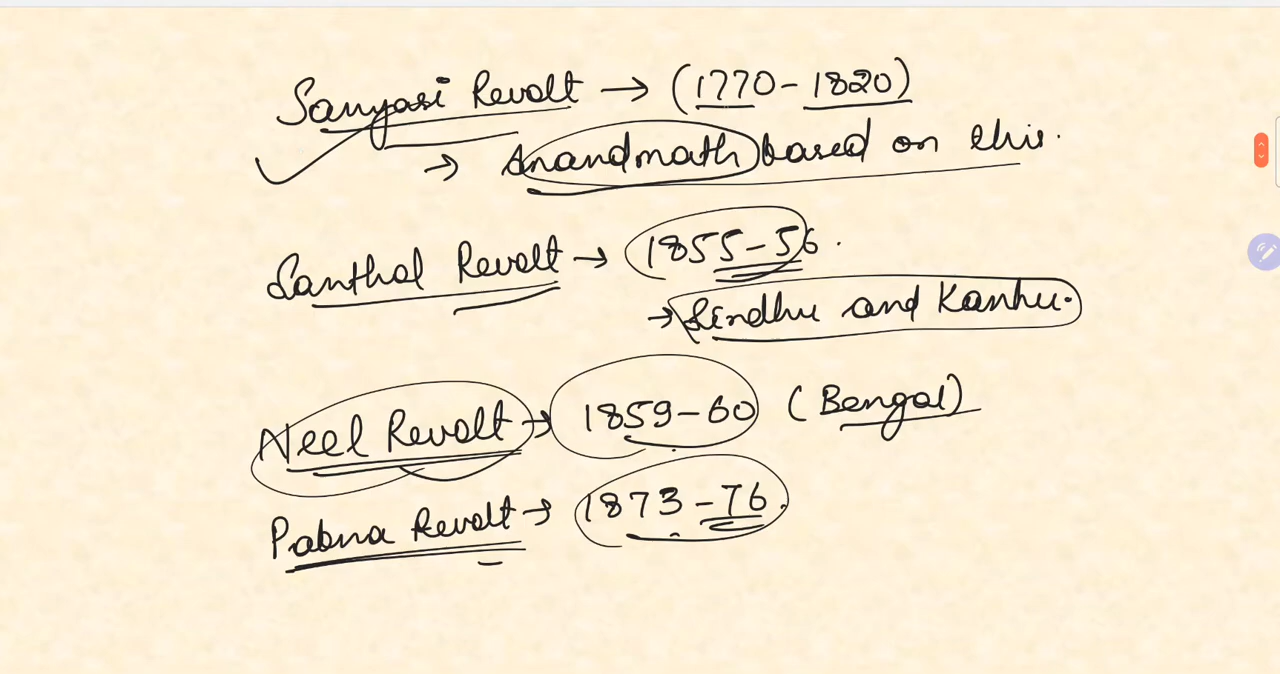 Sanyasi Revolt → (1770-1820)
→ Anandmath based on this.
Santhal Revolt → 1855-56.
→ Sindhu and Kanhu.
Neel Revolt → 1859-60 (Bengal)
Pabna Revolt → 1873-76.